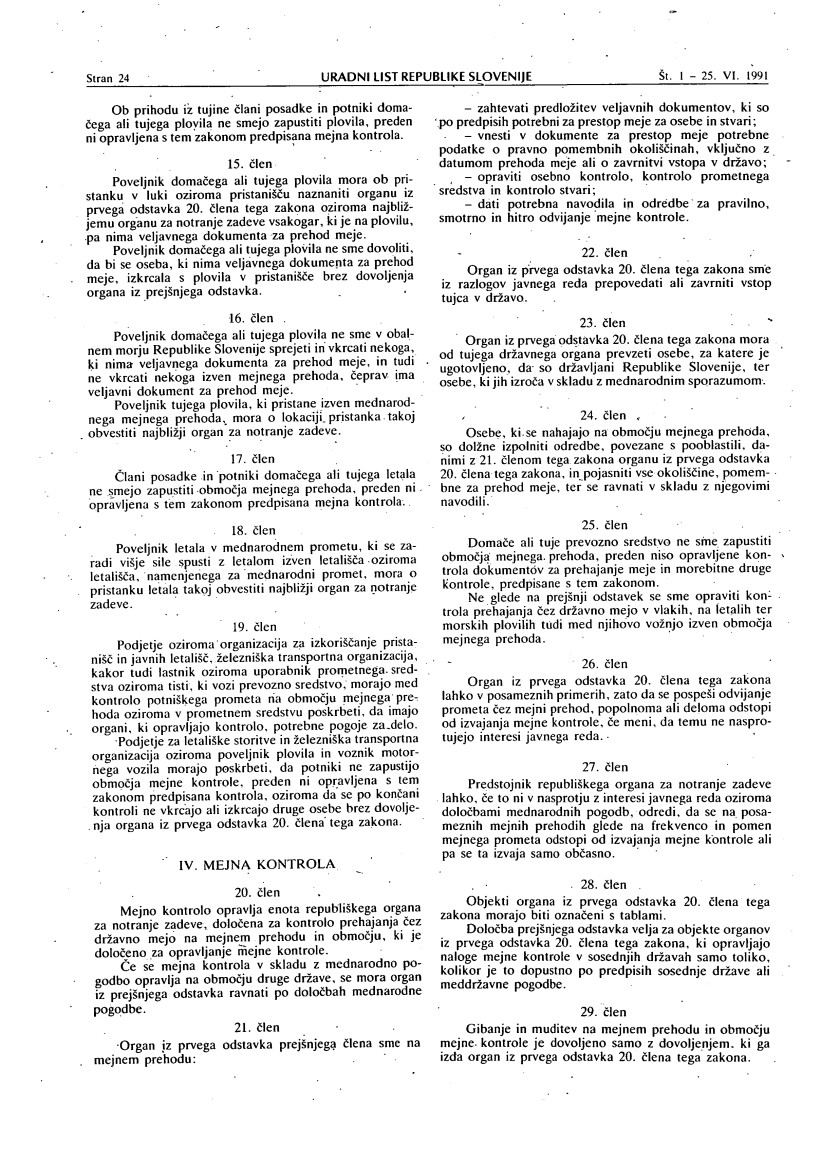 Stran 24 URADNI LIST REPUBLIKE SLOVENIJE Št. 1 – 25. VI. 1991
Ob prihodu iz tujine člani posadke in potniki doma-
čega ali tujega plovila ne smejo zapustiti plovila, preden
ni opravljena s tem zakonom predpisana mejna kontrola.
15. člen
Poveljnik domačega ali tujega plovila mora ob pri-
stanku v luki oziroma pristanišču naznaniti organu iz
prvega odstavka 20. člena tega zakona oziroma najbliž-
jemu organu za notranje zadeve vsakogar, ki je na plovilu,
pa nima veljavnega dokumenta za prehod meje.
Poveljnik domačega ali tujega plovila ne sme dovoliti,
da bi se oseba, ki nima veljavnega dokumenta za prehod
meje, izkrcala s plovila v pristanišče brez dovoljenja
organa iz prejšnjega odstavka.
16. člen
Poveljnik domačega ali tujega plovila ne sme v obal-
nem morju Republike Slovenije sprejeti in vkrcati nekoga,
ki nima veljavnega dokumenta za prehod meje, in tudi
ne vkrcati nekoga izven mejnega prehoda, čeprav ima
veljavni dokument za prehod meje.
Poveljnik tujega plovila, ki pristane izven mednarod-
nega mejnega prehoda, mora o lokaciji pristanka takoj
obvestiti najbližji organ za notranje zadeve.
17. člen
Člani posadke in potniki domačega ali tujega letala
ne smejo zapustiti območja mejnega prehoda, preden ni
opravljena s tem zakonom predpisana mejna kontrola.
18. člen
Poveljnik letala v mednarodnem prometu, ki se za-
radi višje sile spusti z letalom izven letališča oziroma
letališča, namenjenega za mednarodni promet, mora o
pristanku letala takoj obvestiti najbližji organ za notranje
zadeve.
19. člen
Podjetje oziroma organizacija za izkoriščanje prista-
nišč in javnih letališč, železniška transportna organizacija,
kakor tudi lastnik oziroma uporabnik prometnega sred-
stva oziroma tisti, ki vozi prevozno sredstvo, morajo med
kontrolo potniškega prometa na območju mejnega pre-
hoda oziroma v prometnem sredstvu poskrbeti, da imajo
organi, ki opravljajo kontrolo, potrebne pogoje za delo.
Podjetje za letališke storitve in železniška transportna
organizacija oziroma poveljnik plovila in voznik motor-
nega vozila morajo poskrbeti, da potniki ne zapustijo
območja mejne kontrole, preden ni opravljena s tem
zakonom predpisana kontrola, oziroma da se po končani
kontroli ne vkrcajo ali izkrcajo druge osebe brez dovolje-
nja organa iz prvega odstavka 20. člena tega zakona.
IV. MEJNA KONTROLA
20. člen
Mejno kontrolo opravlja enota republiškega organa
za notranje zadeve, določena za kontrolo prehajanja čez
državno mejo na mejnem prehodu in območju, ki je
določeno za opravljanje mejne kontrole.
Če se mejna kontrola v skladu z mednarodno po-
godbo opravlja na območju druge države, se mora organ
iz prejšnjega odstavka ravnati po določbah mednarodne
pogodbe.
21. člen
Organ iz prvega odstavka prejšnjega člena sme na
mejnem prehodu:
– zahtevati predložitev veljavnih dokumentov, ki so
po predpisih potrebni za prestop meje za osebe in stvari;
– vnesti v dokumente za prestop meje potrebne
podatke o pravno pomembnih okoliščinah, vključno z
datumom prehoda meje ali o zavrnitvi vstopa v državo;
– opraviti osebno kontrolo, kontrolo prometnega
sredstva in kontrolo stvari;
– dati potrebna navodila in odredbe za pravilno,
smotrno in hitro odvijanje mejne kontrole.
22. člen
Organ iz prvega odstavka 20. člena tega zakona sme
iz razlogov javnega reda prepovedati ali zavrniti vstop
tujca v državo.
23. člen
Organ iz prvega odstavka 20. člena tega zakona mora
od tujega državnega organa prevzeti osebe, za katere je
ugotovljeno, da so državljani Republike Slovenije, ter
osebe, ki jih izroča v skladu z mednarodnim sporazumom.
24. člen
Osebe, ki se nahajajo na območju mejnega prehoda,
so dolžne izpolniti odredbe, povezane s pooblastili, da-
nimi z 21. členom tega zakona organu iz prvega odstavka
20. člena tega zakona, in pojasniti vse okoliščine, pomem-
bne za prehod meje, ter se ravnati v skladu z njegovimi
navodili.
25. člen
Domače ali tuje prevozno sredstvo ne sme zapustiti
območja mejnega prehoda, preden niso opravljene kon-
trola dokumentov za prehajanje meje in morebitne druge
kontrole, predpisane s tem zakonom.
Ne glede na prejšnji odstavek se sme opraviti kon-
trola prehajanja čez državno mejo v vlakih, na letalih ter
morskih plovilih tudi med njihovo vožnjo izven območja
mejnega prehoda.
26. člen
Organ iz prvega odstavka 20. člena tega zakona
lahko v posameznih primerih, zato da se pospeši odvijanje
prometa čez mejni prehod, popolnoma ali deloma odstopi
od izvajanja mejne kontrole, če meni, da temu ne naspro-
tujejo interesi javnega reda.
27. člen
Predstojnik republiškega organa za notranje zadeve
lahko, če to ni v nasprotju z interesi javnega reda oziroma
določbami mednarodnih pogodb, odredi, da se na posa-
meznih mejnih prehodih glede na frekvenco in pomen
mejnega prometa odstopi od izvajanja mejne kontrole ali
pa se ta izvaja samo občasno.
28. člen
Objekti organa iz prvega odstavka 20. člena tega
zakona morajo biti označeni s tablami.
Določba prejšnjega odstavka velja za objekte organov
iz prvega odstavka 20. člena tega zakona, ki opravljajo
naloge mejne kontrole v sosednjih državah samo toliko,
kolikor je to dopustno po predpisih sosednje države ali
meddržavne pogodbe.
29. člen
Gibanje in muditev na mejnem prehodu in območju
mejne kontrole je dovoljeno samo z dovoljenjem. ki ga
izda organ iz prvega odstavka 20. člena tega zakona.